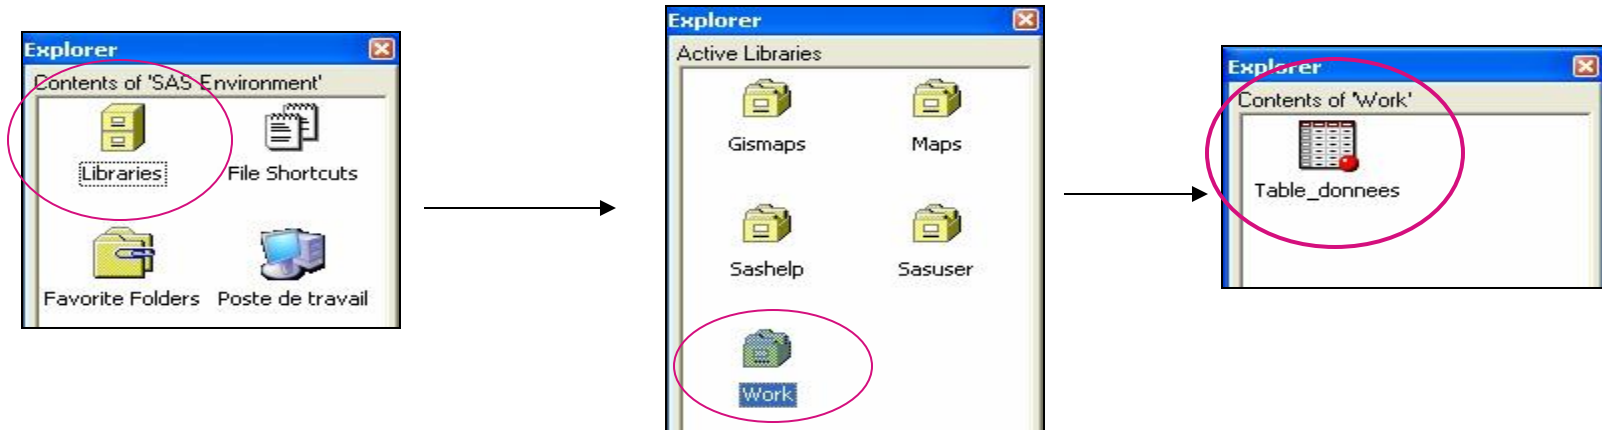 Explorer
Contents of 'SAS Environment'
Libraries
File Shortcuts
Favorite Folders
Poste de travail
Explorer
Active Libraries
Gismaps
Maps
Sashelp
Sasuser
Work
Explorer
Contents of 'Work'
Table_donnees